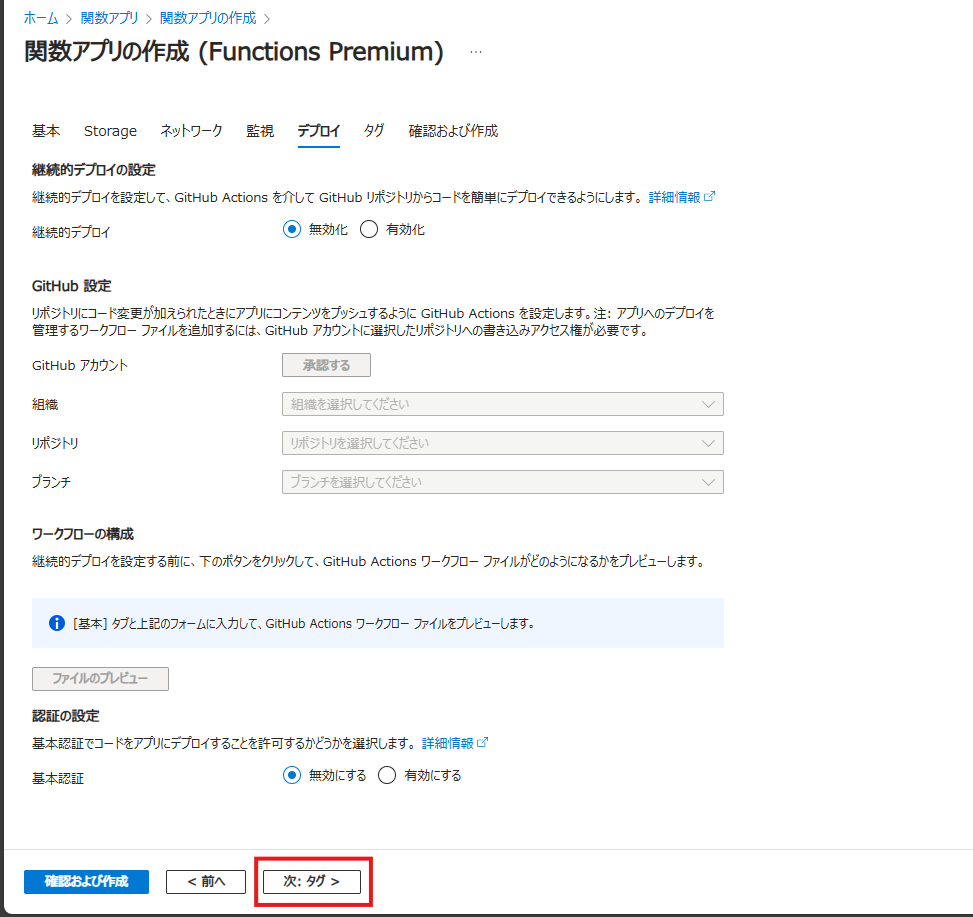 ホーム > 関数アプリ > 関数アプリの作成 >
関数アプリの作成 (Functions Premium) ...
基本 Storage ネットワーク 監視 デプロイ タグ 確認および作成
継続的デプロイの設定
継続的デプロイを設定して、GitHub Actions を介して GitHub リポジトリからコードを簡単にデプロイできるようにします。 詳細情報
継続的デプロイ 無効化 有効化
GitHub 設定
リポジトリにコード変更が加えられたときにアプリにコンテンツをプッシュするように GitHub Actions を設定します。注: アプリへのデプロイを
管理するワークフロー ファイルを追加するには、GitHub アカウントに選択したリポジトリへの書き込みアクセス権が必要です。
GitHub アカウント 承認する
組織 組織を選択してください
リポジトリ リポジトリを選択してください
ブランチ ブランチを選択してください
ワークフローの構成
継続的デプロイを設定する前に、下のボタンをクリックして、GitHub Actions ワークフロー ファイルがどのようになるかをプレビューします。
[基本] タブと上記のフォームに入力して、GitHub Actions ワークフロー ファイルをプレビューします。
ファイルのプレビュー
認証の設定
基本認証でコードをアプリにデプロイすることを許可するかどうかを選択します。 詳細情報
基本認証 無効にする 有効にする
確認および作成 < 前へ 次: タグ >